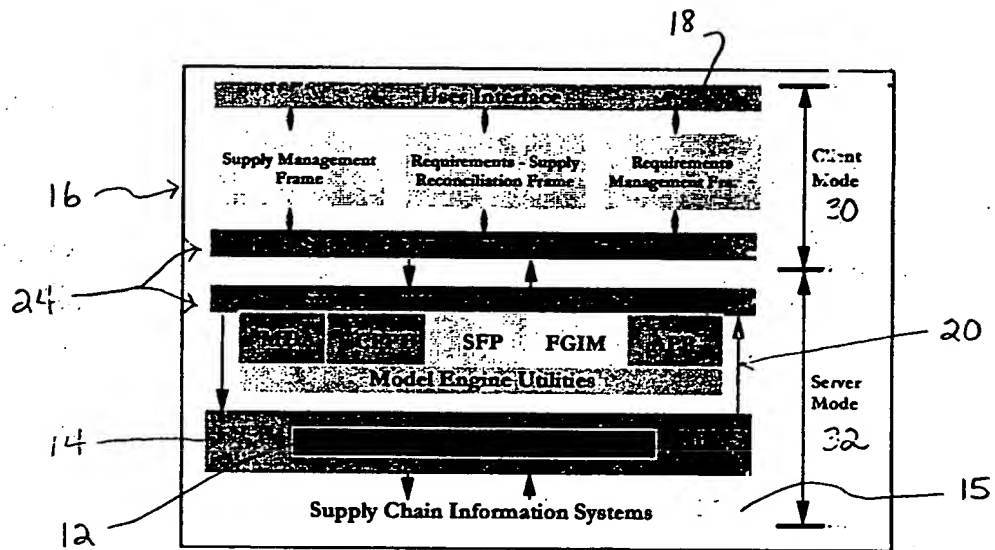 18
User Interface
Supply Management
Frame
Requirements - Supply
Reconciliation Frame
Requirements
Management
Client
Mode
30
16
24
SFP
FGIM
20
Model Engine Utilities
Server
Mode
32
14
15
Supply Chain Information Systems
12